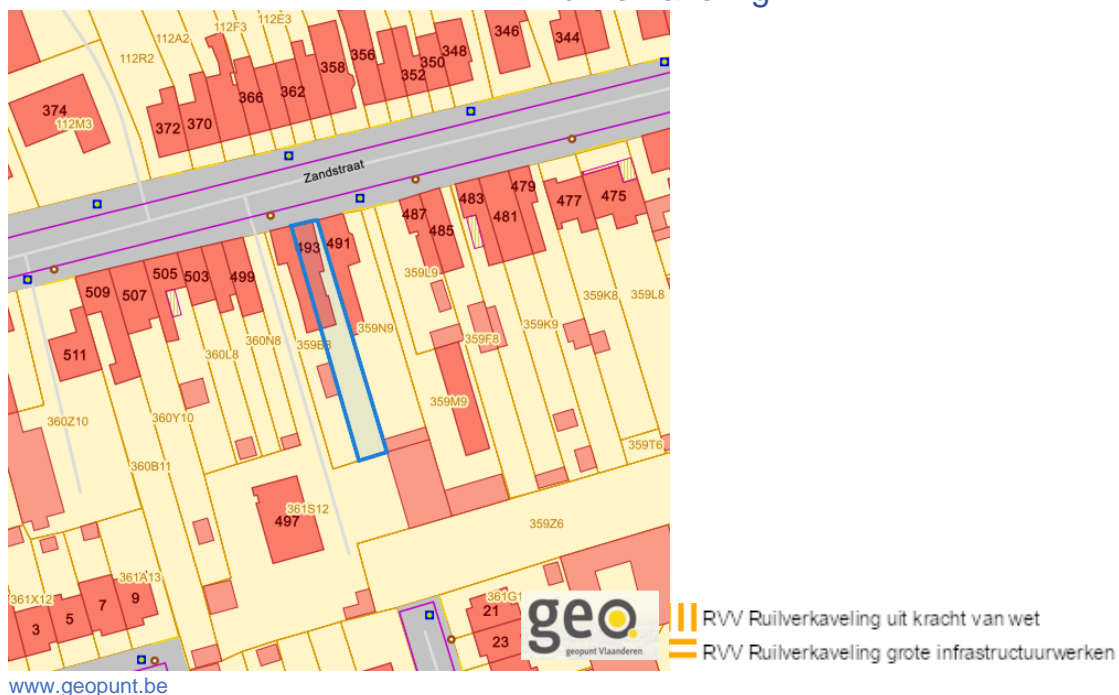 112F3 112E3
112A2
112R2
346 344
348
350
352
356
358
362
366
370
372
374
112M3
Zandstraat
479
483
481
477
475
487
485
493
491
359L9
359K8 359L8
505 503 499
509 507
511
359N9
359F8 359K9
360L8 360N8
359M9
360Z10
360Y10
359T6
360B11
361S12
497
359Z6
361A13
361X12
9
7
5
3
21
23
geo
geopunt Vlaanderen
RVV Ruilverkaveling uit kracht van wet
RVV Ruilverkaveling grote infrastructuurwerken
www.geopunt.be